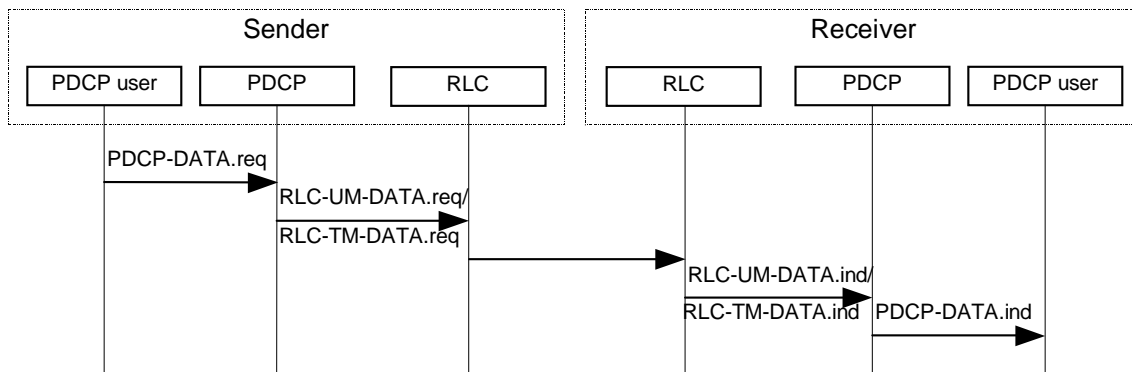 Sender
Receiver
PDCP user
PDCP
RLC
RLC
PDCP
PDCP user
PDCP-DATA.req
RLC-UM-DATA.req/
RLC-TM-DATA.req
RLC-UM-DATA.ind/
RLC-TM-DATA.ind
PDCP-DATA.ind